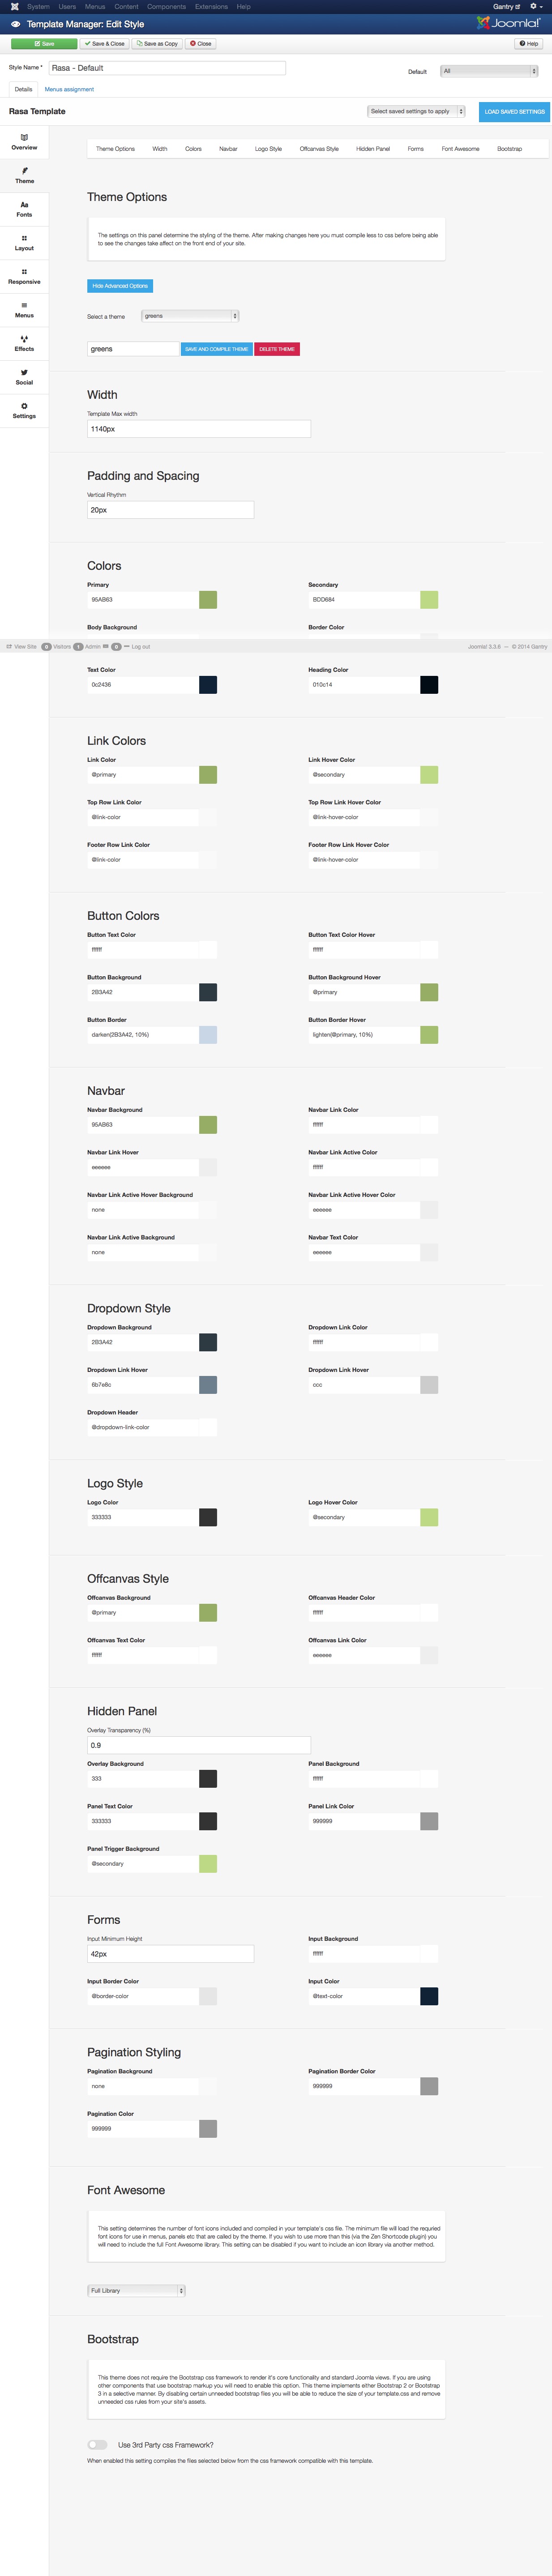 System Users Menus Content Components Extensions Help Gantry
Template Manager: Edit Style Joomla!
Save Save & Close Save as Copy Close Help
Style Name * Rasa - Default Default All
Details Menus assignment
Rasa Template Select saved settings to apply LOAD SAVED SETTINGS
Overview
Theme
Aa
Fonts
Layout
Responsive
Menus
Effects
Social
Settings
Theme Options Width Colors Navbar Logo Style Offcanvas Style Hidden Panel Forms Font Awesome Bootstrap
Theme Options
The settings on this panel determine the styling of the theme. After making changes here you must compile less to css before being able
to see the changes take affect on the front end of your site.
Hide Advanced Options
Select a theme greens
greens SAVE AND COMPILE THEME DELETE THEME
Width
Template Max width
1140px
Padding and Spacing
Vertical Rhythm
20px
Colors
Primary Secondary
95AB63 BDD684
Body Background Border Color
View Site 0 Visitors 1 Admin 0 Log out Joomla! 3.3.6 — © 2014 Gantry
Text Color Heading Color
0c2436 010c14
Link Colors
Link Color Link Hover Color
@primary @secondary
Top Row Link Color Top Row Link Hover Color
@link-color @link-hover-color
Footer Row Link Color Footer Row Link Hover Color
@link-color @link-hover-color
Button Colors
Button Text Color Button Text Color Hover
ffffff ffffff
Button Background Button Background Hover
2B3A42 @primary
Button Border Button Border Hover
darken(2B3A42, 10%) lighten(@primary, 10%)
Navbar
Navbar Background Navbar Link Color
95AB63 ffffff
Navbar Link Hover Navbar Link Active Color
eeeeee ffffff
Navbar Link Active Hover Background Navbar Link Active Hover Color
none eeeeee
Navbar Link Active Background Navbar Text Color
none eeeeee
Dropdown Style
Dropdown Background Dropdown Link Color
2B3A42 ffffff
Dropdown Link Hover Dropdown Link Hover
6b7e8c ccc
Dropdown Header
@dropdown-link-color
Logo Style
Logo Color Logo Hover Color
333333 @secondary
Offcanvas Style
Offcanvas Background Offcanvas Header Color
@primary ffffff
Offcanvas Text Color Offcanvas Link Color
ffffff eeeeee
Hidden Panel
Overlay Transparency (%)
0.9
Overlay Background Panel Background
333 ffffff
Panel Text Color Panel Link Color
333333 999999
Panel Trigger Background
@secondary
Forms
Input Minimum Height Input Background
42px ffffff
Input Border Color Input Color
@border-color @text-color
Pagination Styling
Pagination Background Pagination Border Color
none 999999
Pagination Color
999999
Font Awesome
This setting determines the number of font icons included and compiled in your template's css file. The minimum file will load the requried
font icons for use in menus, panels etc that are called by the theme. If you wish to use more than this (via the Zen Shortcode plugin) you
will need to include the full Font Awesome library. This setting can be disabled if you want to include an icon library via another method.
Full Library
Bootstrap
This theme does not require the Bootstrap css framework to render it's core functionality and standard Joomla views. If you are using
other components that use bootstrap markup you will need to enable this option. This theme implements either Bootstrap 2 or Bootstrap
3 in a selective manner. By disabling certain unneeded bootstrap files you will be able to reduce the size of your template.css and remove
unneeded css rules from your site's assets.
Use 3rd Party css Framework?
When enabled this setting compiles the files selected below from the css framework compatible with this template.